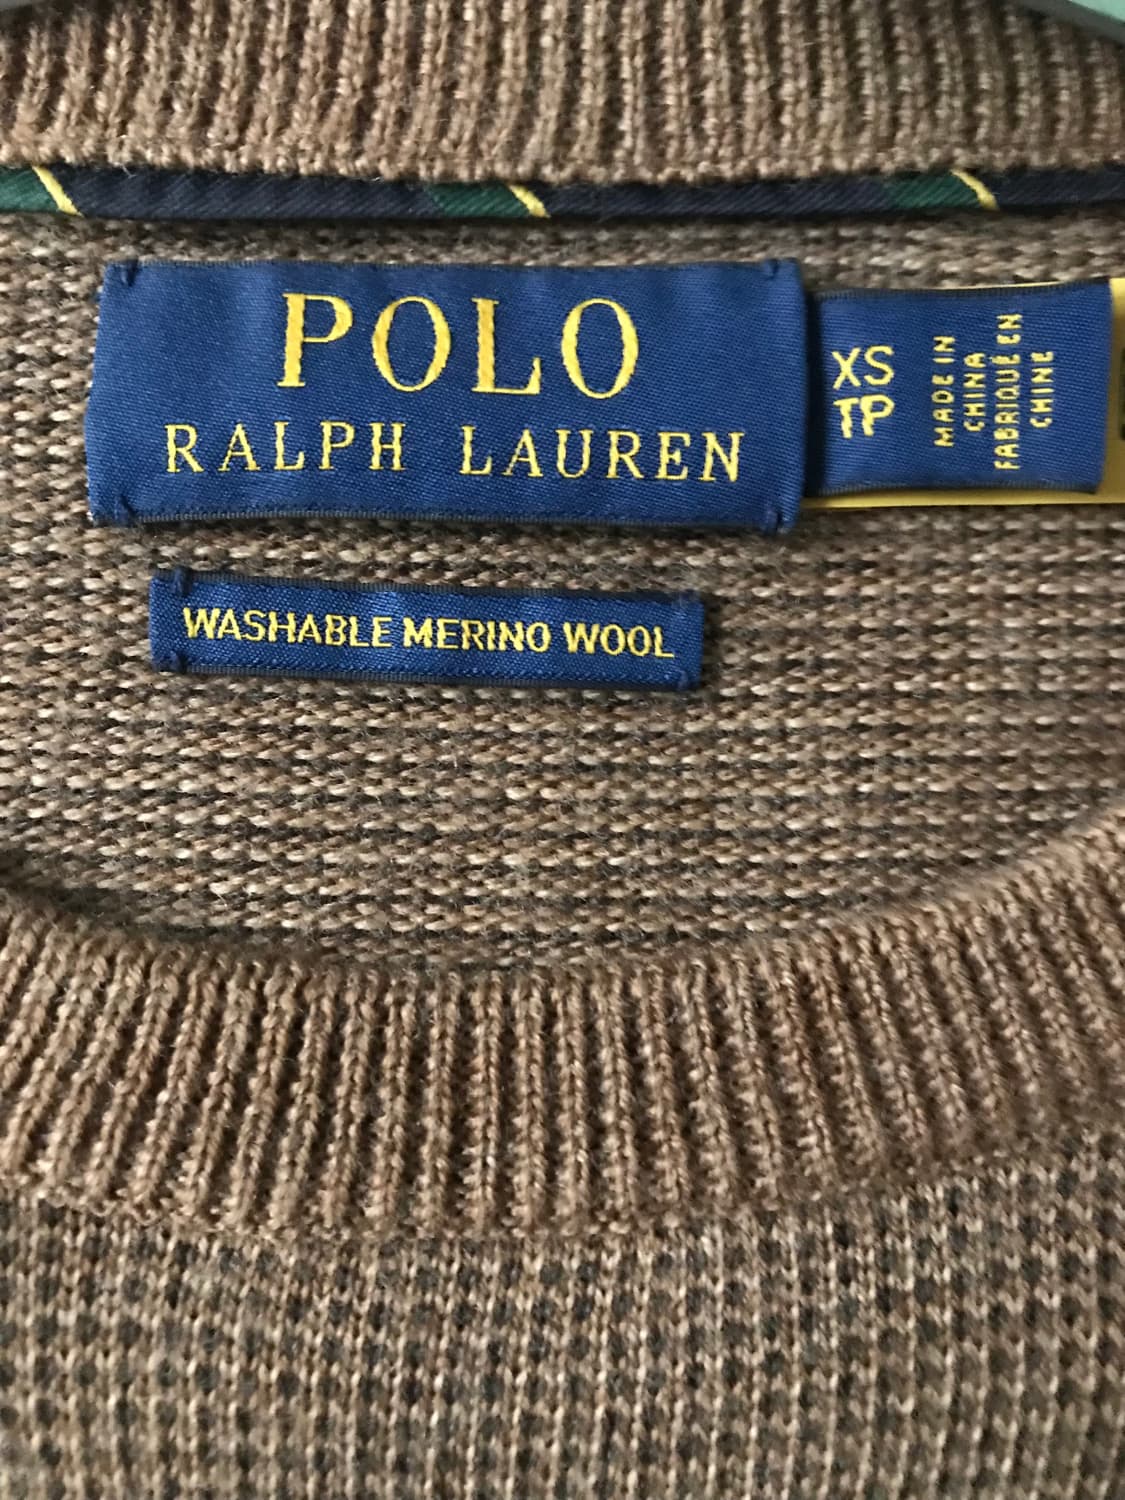 POLO
RALPH LAUREN
XS
TP
MADE IN
CHINA
FABRIQUÉ EN
CHINE
WASHABLE MERINO WOOL